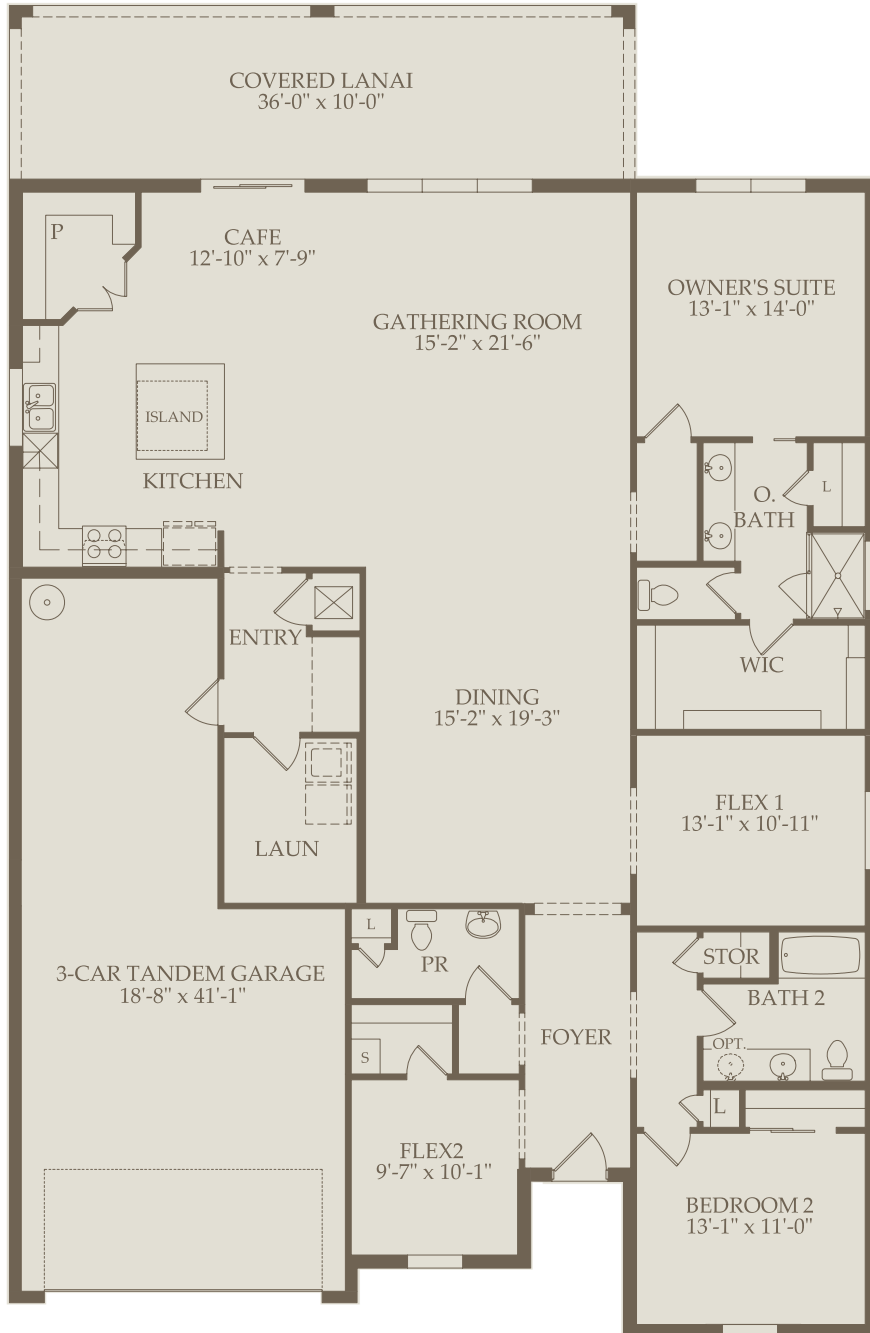 COVERED LANAI
36'-0" x 10'-0"
P
CAFE
12'-10" x 7'-9"
OWNER'S SUITE
13'-1" x 14'-0"
GATHERING ROOM
15'-2" x 21'-6"
ISLAND
KITCHEN
O.
BATH
L
ENTRY
WIC
DINING
15'-2" x 19'-3"
FLEX 1
13'-1" x 10'-11"
LAUN
L
PR
STOR
3-CAR TANDEM GARAGE
18'-8" x 41'-1"
BATH 2
FOYER
OPT.
S
L
FLEX2
9'-7" x 10'-1"
BEDROOM 2
13'-1" x 11'-0"